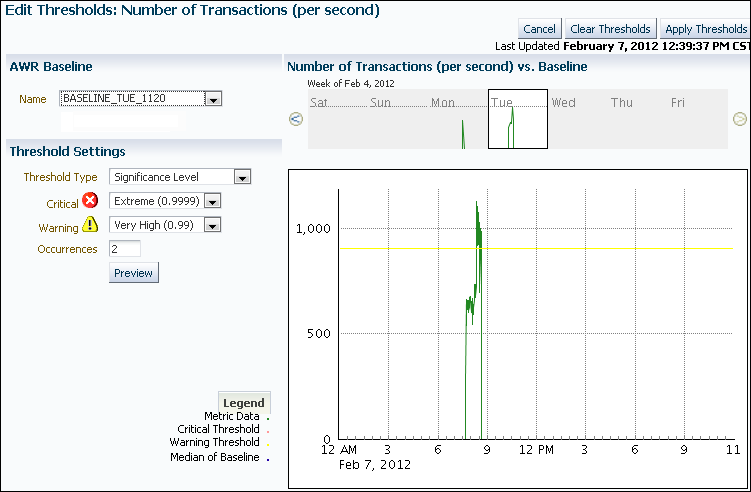 Edit Thresholds: Number of Transactions (per second)
Cancel Clear Thresholds Apply Thresholds
Last Updated February 7, 2012 12:39:37 PM CST
AWR Baseline
Name BASELINE_TUE_1120
Threshold Settings
Threshold Type Significance Level
Critical Extreme (0.9999)
Warning Very High (0.99)
Occurrences 2
Preview
Legend
Metric Data
Critical Threshold
Warning Threshold
Median of Baseline
Number of Transactions (per second) vs. Baseline
Week of Feb 4, 2012
Sat Sun Mon Tue Wed Thu Fri
1,000
500
0
12 AM 3 6 9 12 PM 3 6 9 11
Feb 7, 2012